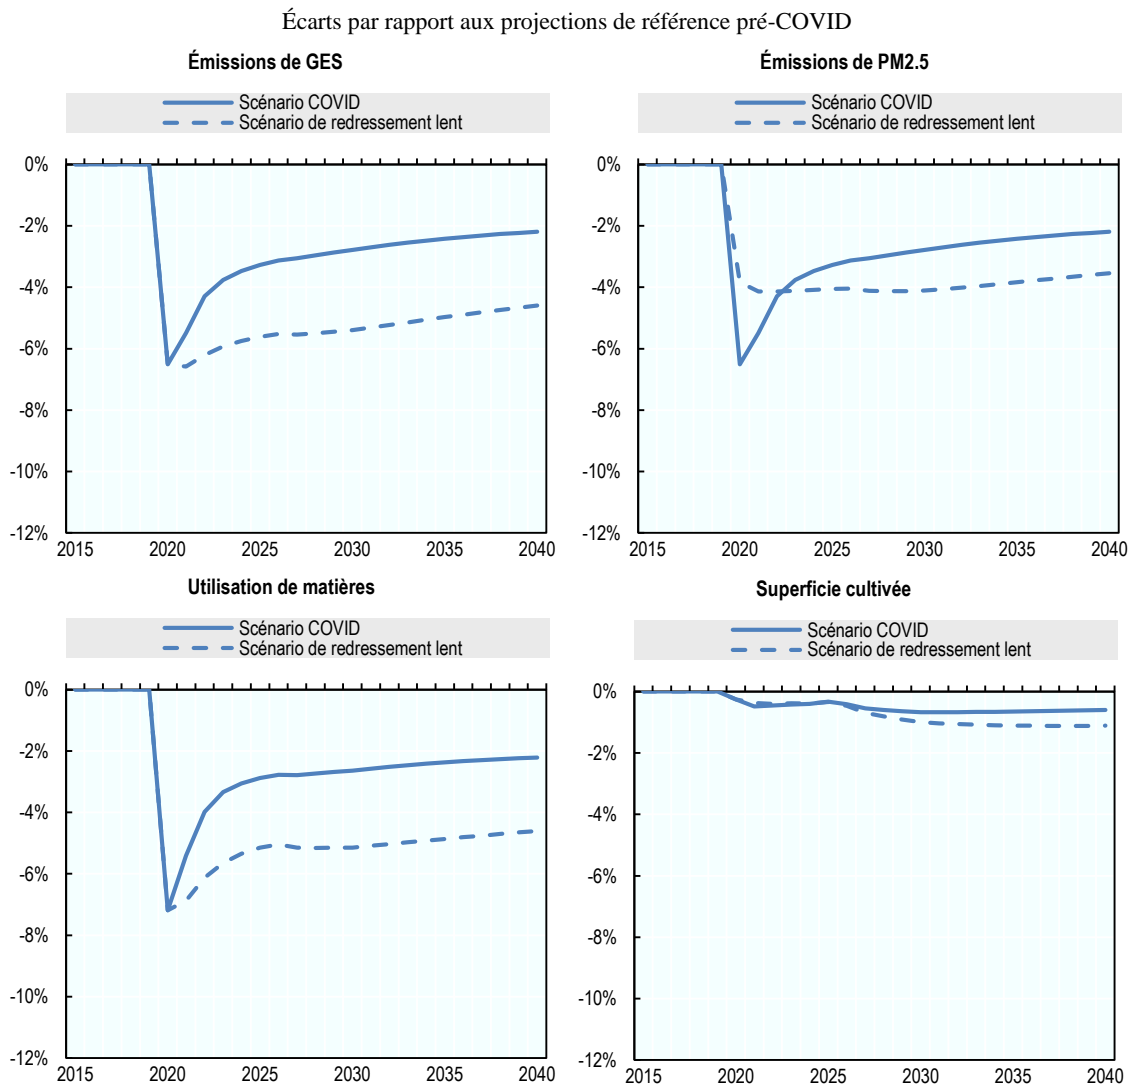 Écarts par rapport aux projections de référence pré-COVID
Émissions de GES
Scénario COVID
Scénario de redressement lent
0%
-2%
-4%
-6%
-8%
-10%
-12%
2015 2020 2025 2030 2035 2040
Émissions de PM2.5
Scénario COVID
Scénario de redressement lent
0%
-2%
-4%
-6%
-8%
-10%
-12%
2015 2020 2025 2030 2035 2040
Utilisation de matières
Scénario COVID
Scénario de redressement lent
0%
-2%
-4%
-6%
-8%
-10%
-12%
2015 2020 2025 2030 2035 2040
Superficie cultivée
Scénario COVID
Scénario de redressement lent
0%
-2%
-4%
-6%
-8%
-10%
-12%
2015 2020 2025 2030 2035 2040